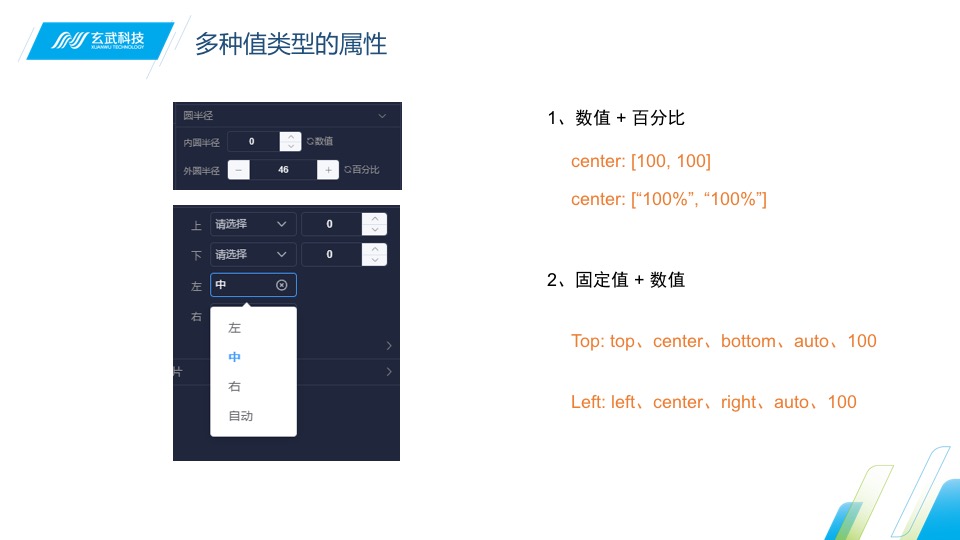 玄武科技
XUANWU TECHNOLOGY
多种值类型的属性
圆半径
内圆半径 0 数值
外圆半径 − 46 + 百分比
上 请选择 0
下 请选择 0
左 中
右
左
中
右
自动
片
1、数值 + 百分比
center: [100, 100]
center: [“100%”, “100%”]
2、固定值 + 数值
Top: top、center、bottom、auto、100
Left: left、center、right、auto、100